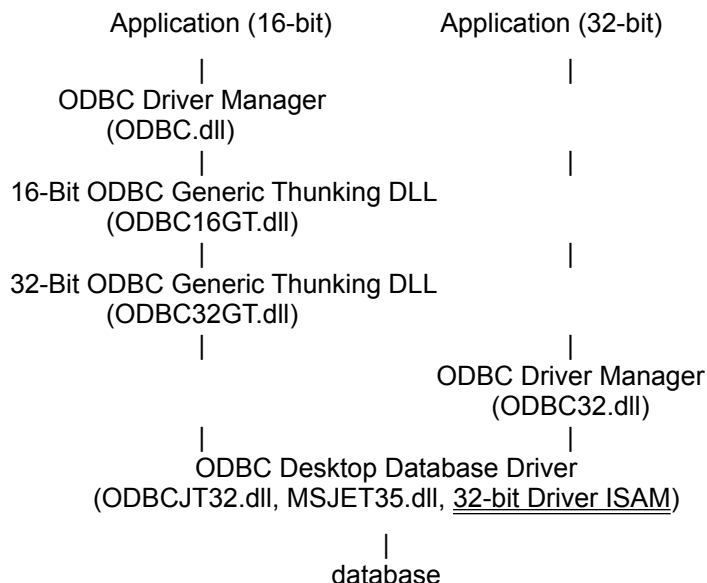 Application (16-bit) Application (32-bit)
| |
ODBC Driver Manager
(ODBC.dll)
| |
16-Bit ODBC Generic Thunking DLL
(ODBC16GT.dll)
| |
32-Bit ODBC Generic Thunking DLL
(ODBC32GT.dll)
| |
ODBC Driver Manager
(ODBC32.dll)
| |
ODBC Desktop Database Driver
(ODBCJT32.dll, MSJET35.dll, 32-bit Driver ISAM)
|
database